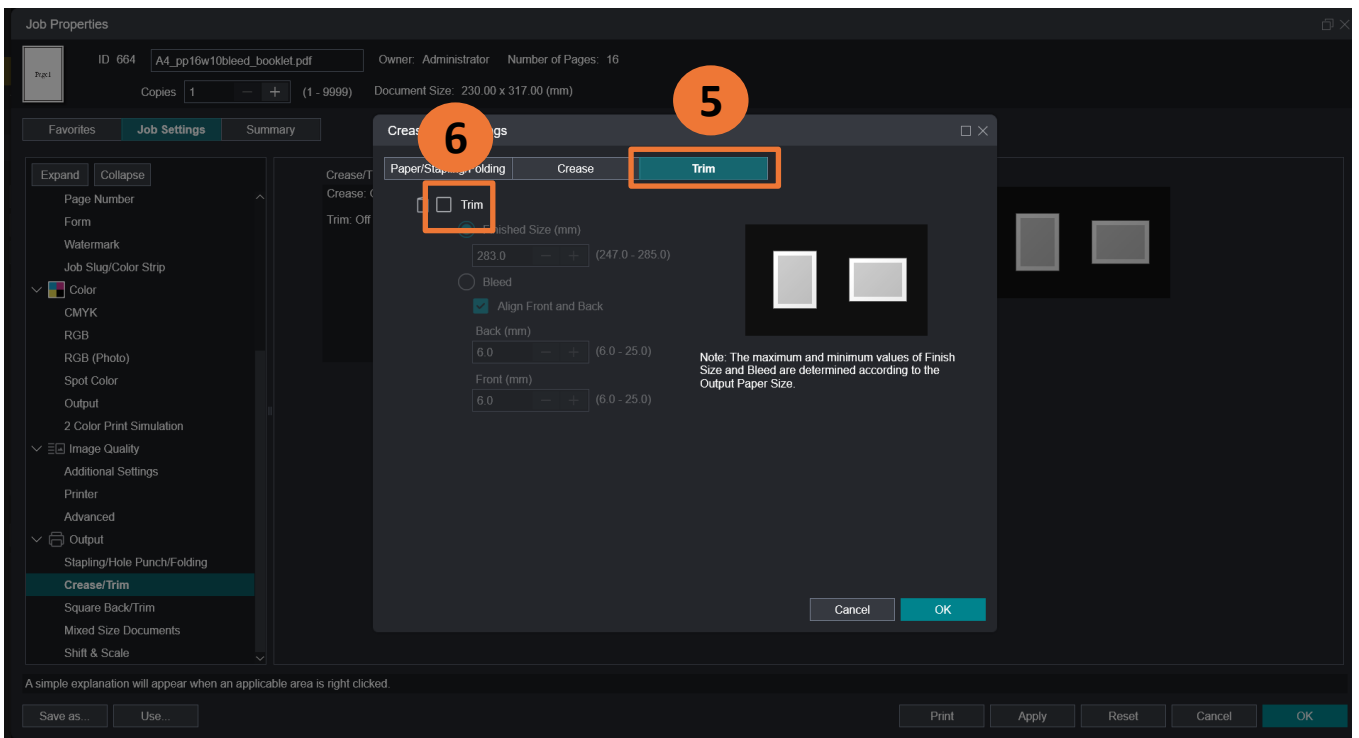 Job Properties
ID 664 A4_pp16w10bleed_booklet.pdf Owner: Administrator Number of Pages: 16
Page1
Copies 1 − + (1 - 9999) Document Size: 230.00 x 317.00 (mm)
Favorites Job Settings Summary
Expand Collapse
Page Number
Form
Watermark
Job Slug/Color Strip
Color
CMYK
RGB
RGB (Photo)
Spot Color
Output
2 Color Print Simulation
Image Quality
Additional Settings
Printer
Advanced
Output
Stapling/Hole Punch/Folding
Crease/Trim
Square Back/Trim
Mixed Size Documents
Shift & Scale
Crease/T
Crease:
Trim: Off
5
6
Paper/Stapling/Folding Crease Trim
Trim
Finished Size (mm)
283.0 − + (247.0 - 285.0)
Bleed
Align Front and Back
Back (mm)
6.0 − + (6.0 - 25.0)
Front (mm)
6.0 − + (6.0 - 25.0)
Note: The maximum and minimum values of Finish
Size and Bleed are determined according to the
Output Paper Size.
Cancel OK
A simple explanation will appear when an applicable area is right clicked.
Save as... Use... Print Apply Reset Cancel OK